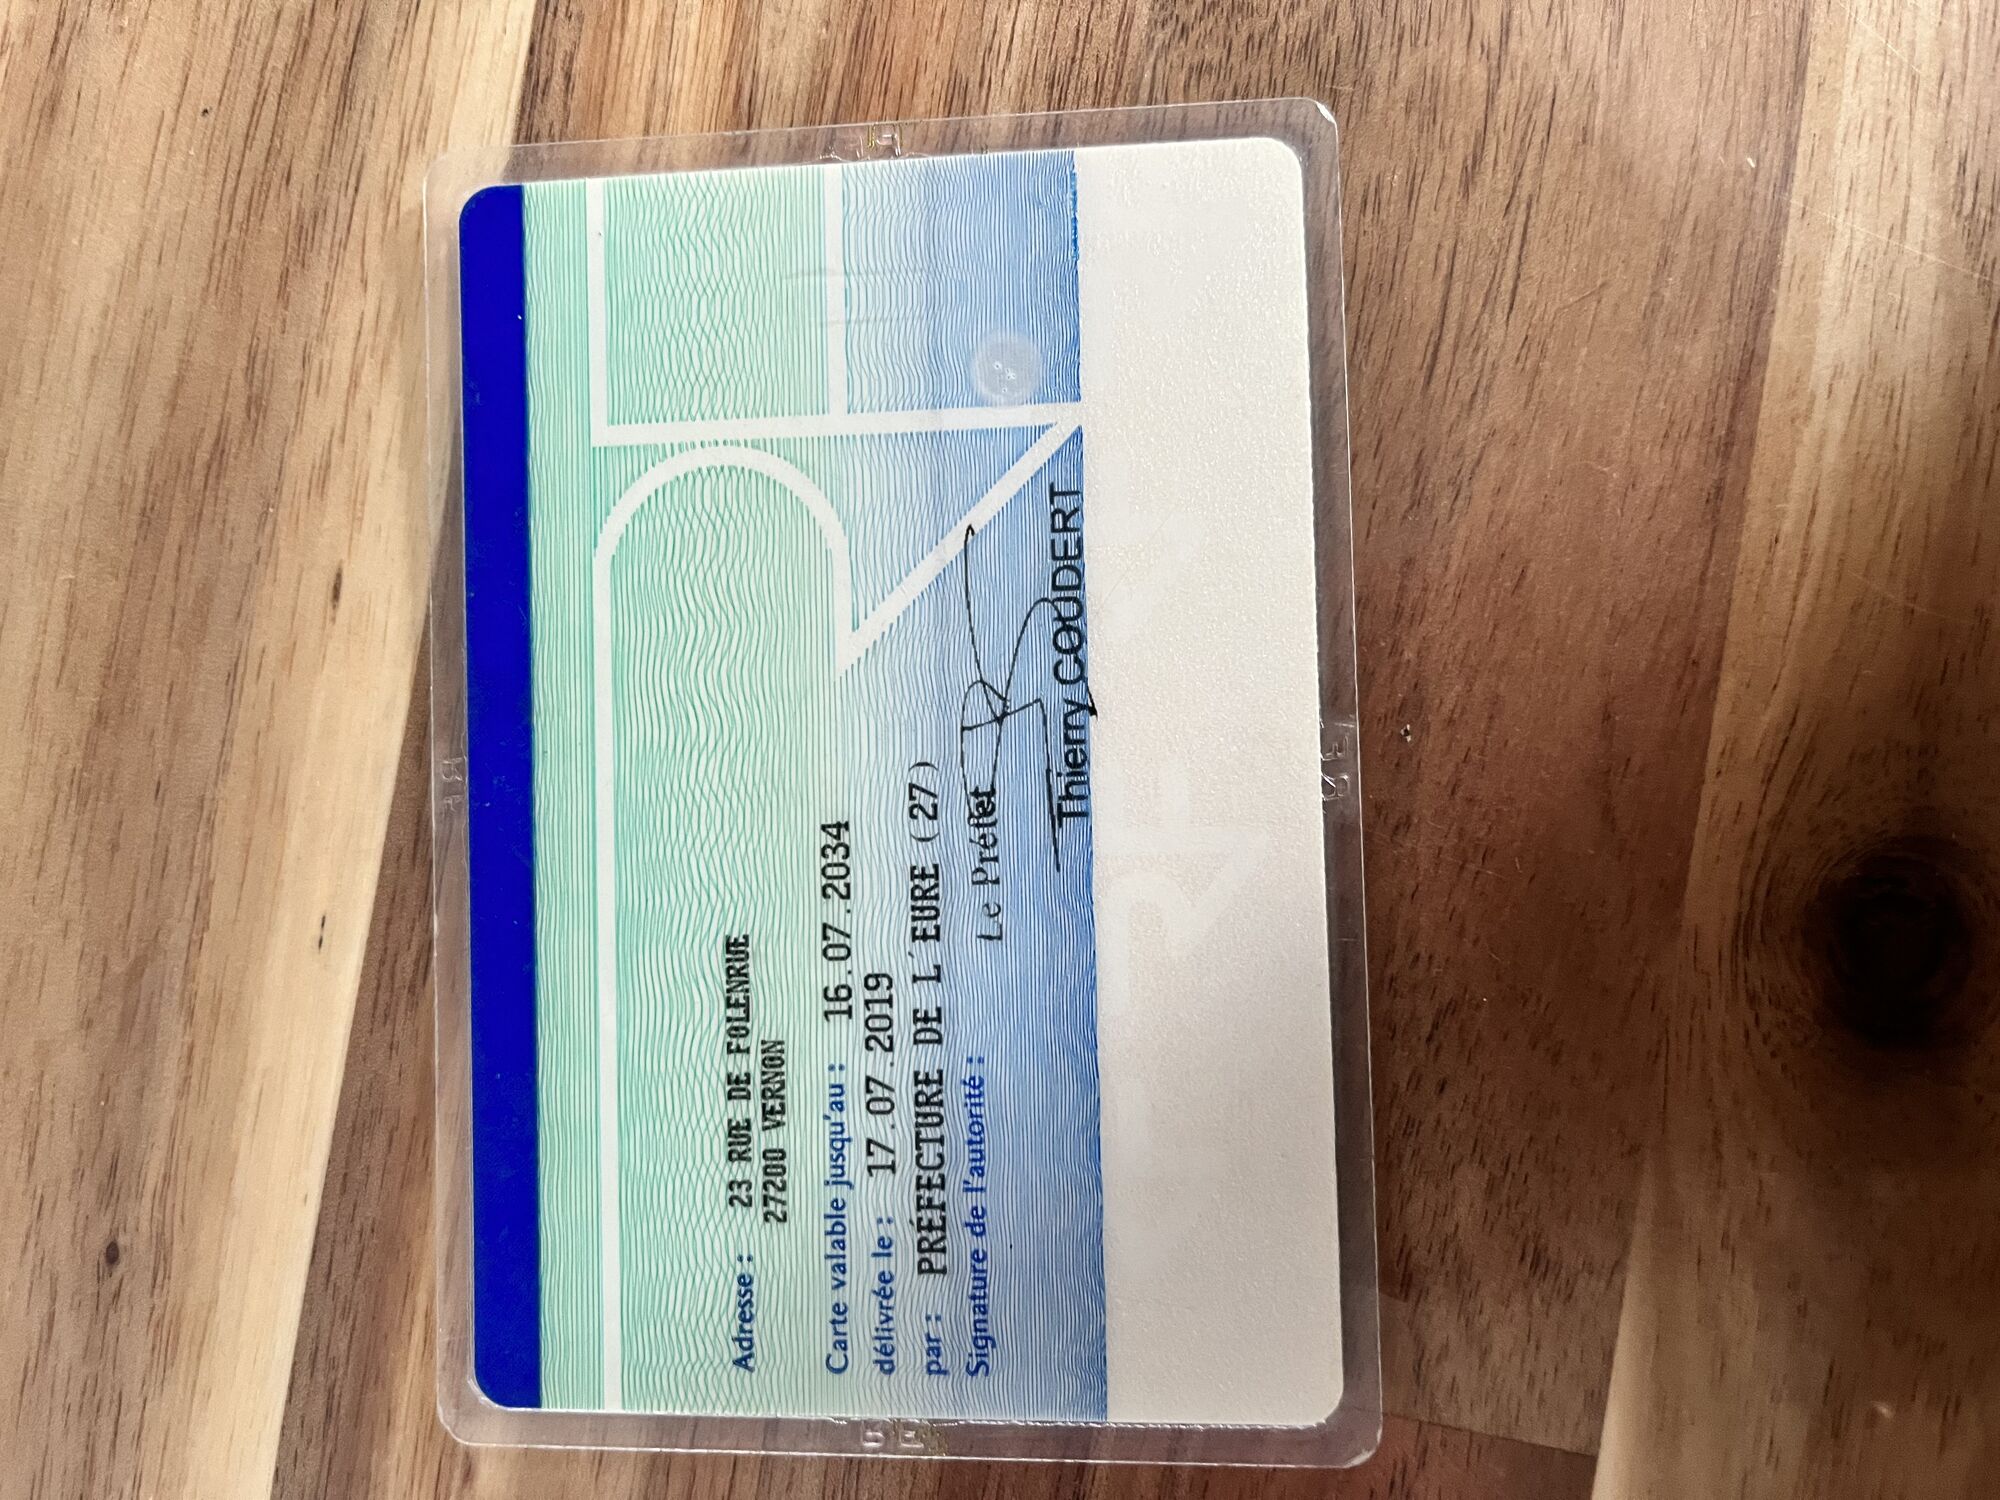 Adresse : 23 RUE DE FOLENRUE
27200 VERNON
Carte valable jusqu'au : 16.07.2034
délivrée le : 17.07.2019
par : PRÉFECTURE DE L'EURE (27)
Signature de l'autorité :
Le Préfet
Thierry COUDERT
RF